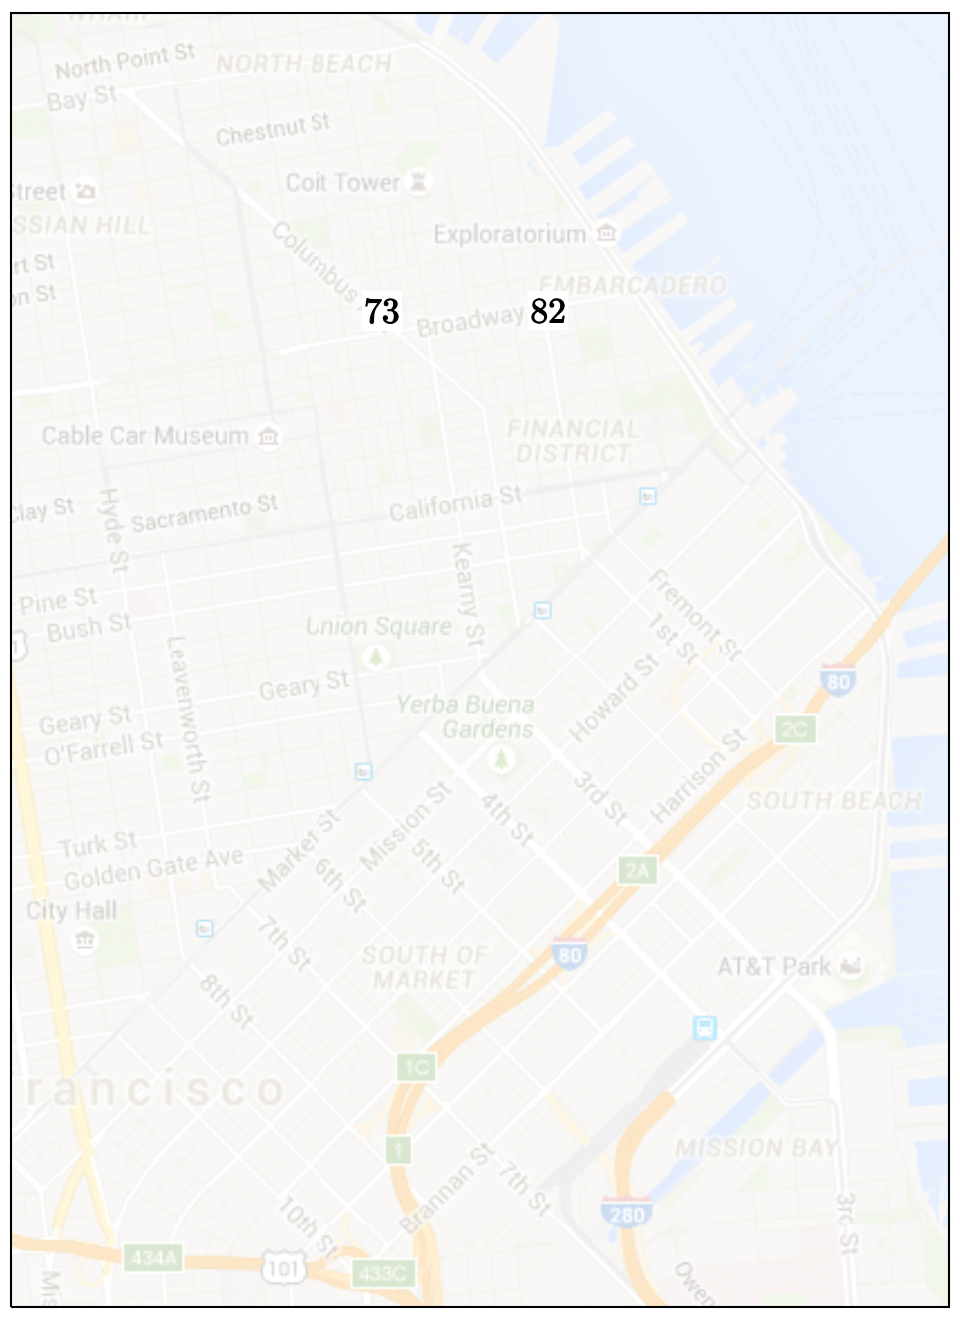 WHARF
North Point St
NORTH BEACH
Bay St
Chestnut St
Coit Tower
Street
SSIAN HILL
Columbus
Exploratorium
rt St
on St
EMBARCADERO
73
82
Broadway
Cable Car Museum
FINANCIAL
DISTRICT
Hyde St
Clay St
Sacramento St
California St
Kearny St
Pine St
Bush St
Fremont St
1st St
Union Square
Leavenworth St
Geary St
Howard St
80
Yerba Buena
Gardens
Geary St
O'Farrell St
2C
Harrison St
3rd St
4th St
SOUTH BEACH
Mission St
Market St
5th St
Turk St
Golden Gate Ave
6th St
2A
City Hall
7th St
SOUTH OF
MARKET
80
AT&T Park
8th St
1C
rancisco
1
MISSION BAY
Brannan St
7th St
10th St
280
3rd St
434A
101
433C
Mis
Owen